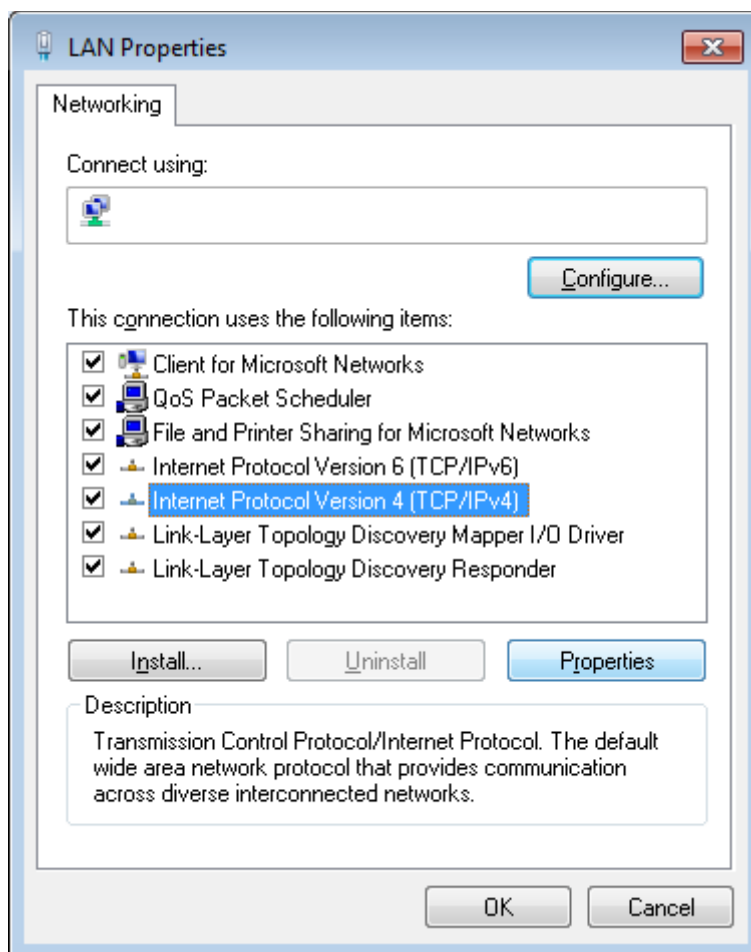 LAN Properties
Networking
Connect using:
Configure...
This connection uses the following items:
Client for Microsoft Networks
QoS Packet Scheduler
File and Printer Sharing for Microsoft Networks
Internet Protocol Version 6 (TCP/IPv6)
Internet Protocol Version 4 (TCP/IPv4)
Link-Layer Topology Discovery Mapper I/O Driver
Link-Layer Topology Discovery Responder
Install... Uninstall Properties
Description
Transmission Control Protocol/Internet Protocol. The default
wide area network protocol that provides communication
across diverse interconnected networks.
OK Cancel